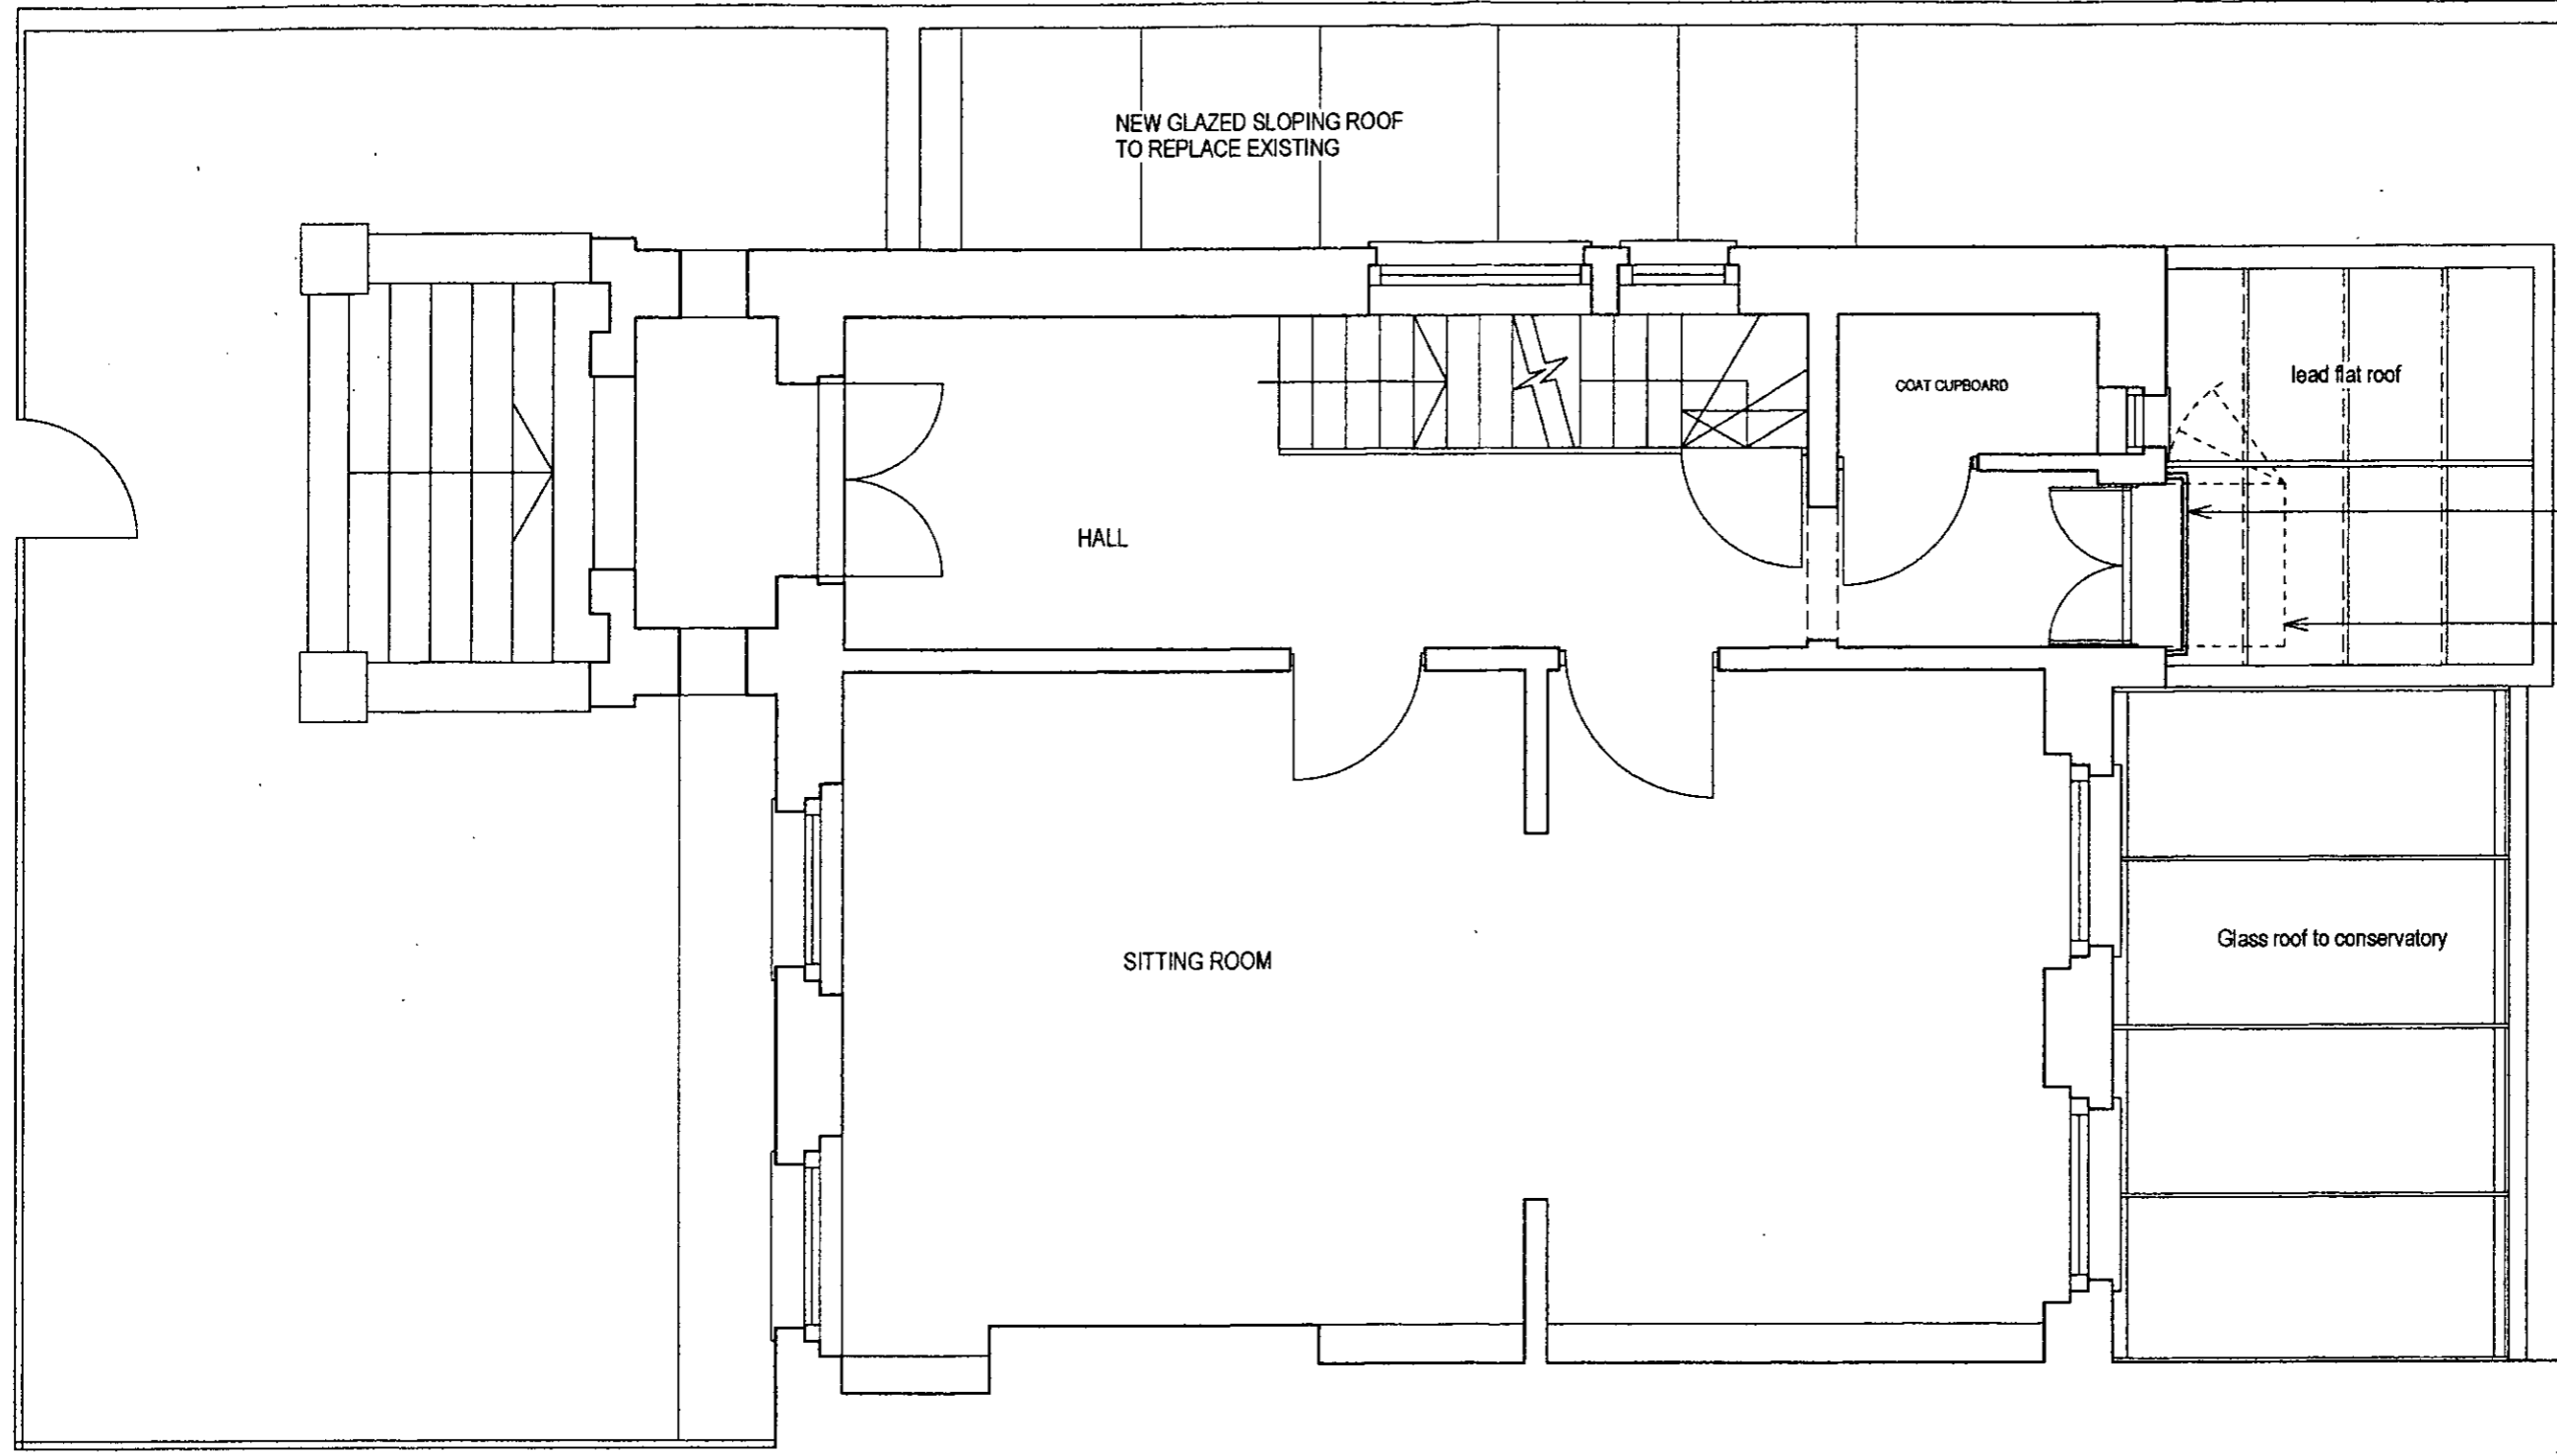 NEW GLAZED SLOPING ROOF
TO REPLACE EXISTING
COAT CUPBOARD
lead flat roof
HALL
SITTING ROOM
Glass roof to conservatory